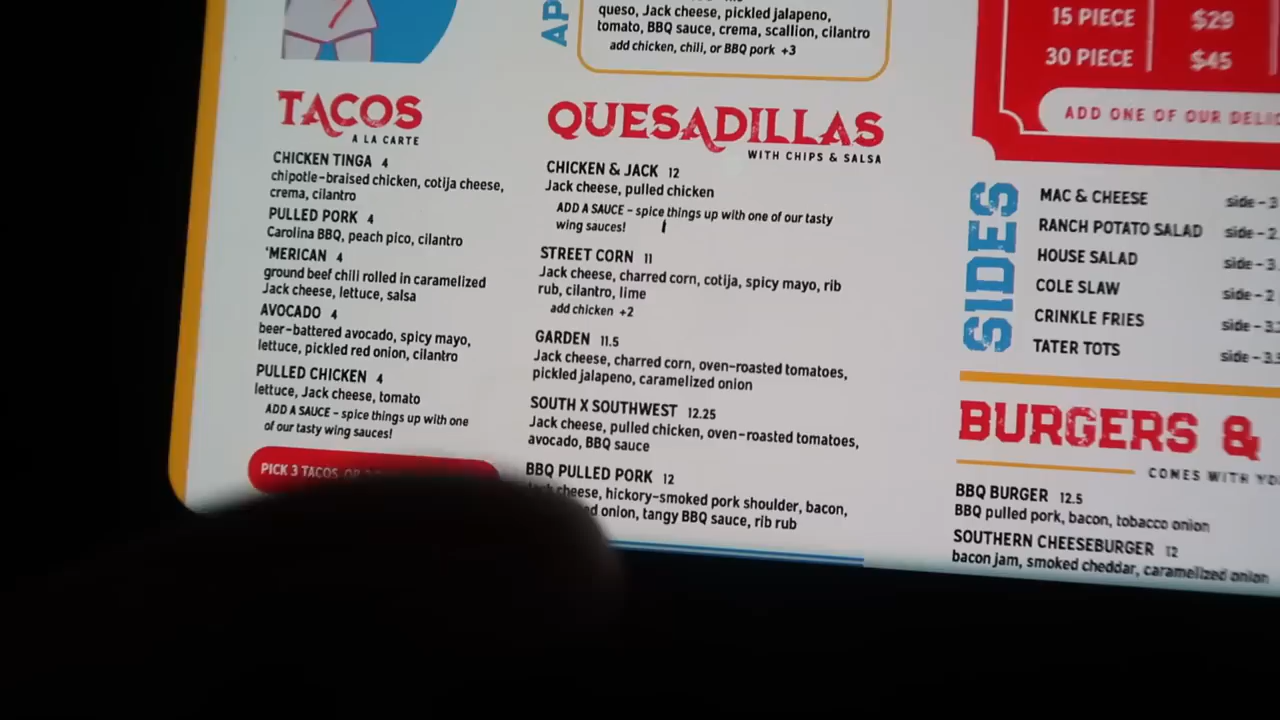 queso, Jack cheese, pickled jalapeno,
tomato, BBQ sauce, crema, scallion, cilantro
add chicken, chili, or BBQ pork +3
AP
TACOS
A LA CARTE
CHICKEN TINGA 4
chipotle-braised chicken, cotija cheese,
crema, cilantro
PULLED PORK 4
Carolina BBQ, peach pico, cilantro
'MERICAN 4
ground beef chili rolled in caramelized
Jack cheese, lettuce, salsa
AVOCADO 4
beer-battered avocado, spicy mayo,
lettuce, pickled red onion, cilantro
PULLED CHICKEN 4
lettuce, Jack cheese, tomato
ADD A SAUCE - spice things up with one
of our tasty wing sauces!
PICK 3 TACOS, OR
QUESADILLAS
WITH CHIPS & SALSA
CHICKEN & JACK 12
Jack cheese, pulled chicken
ADD A SAUCE - spice things up with one of our tasty
wing sauces!
STREET CORN 11
Jack cheese, charred corn, cotija, spicy mayo, rib
rub, cilantro, lime
add chicken +2
GARDEN 11.5
Jack cheese, charred corn, oven-roasted tomatoes,
pickled jalapeno, caramelized onion
SOUTH X SOUTHWEST 12.25
Jack cheese, pulled chicken, oven-roasted tomatoes,
avocado, BBQ sauce
BBQ PULLED PORK 12
Jack cheese, hickory-smoked pork shoulder, bacon,
onion, tangy BBQ sauce, rib rub
15 PIECE $29
30 PIECE $45
ADD ONE OF OUR
SIDES
MAC & CHEESE side - 3
RANCH POTATO SALAD side - 2
HOUSE SALAD side - 3.
COLE SLAW side - 2
CRINKLE FRIES side - 3.
TATER TOTS side - 3.
BURGERS &
COMES WITH
BBQ BURGER 12.5
BBQ pulled pork, bacon, tobacco onion
SOUTHERN CHEESEBURGER 12
bacon jam, smoked cheddar, caramelized onion